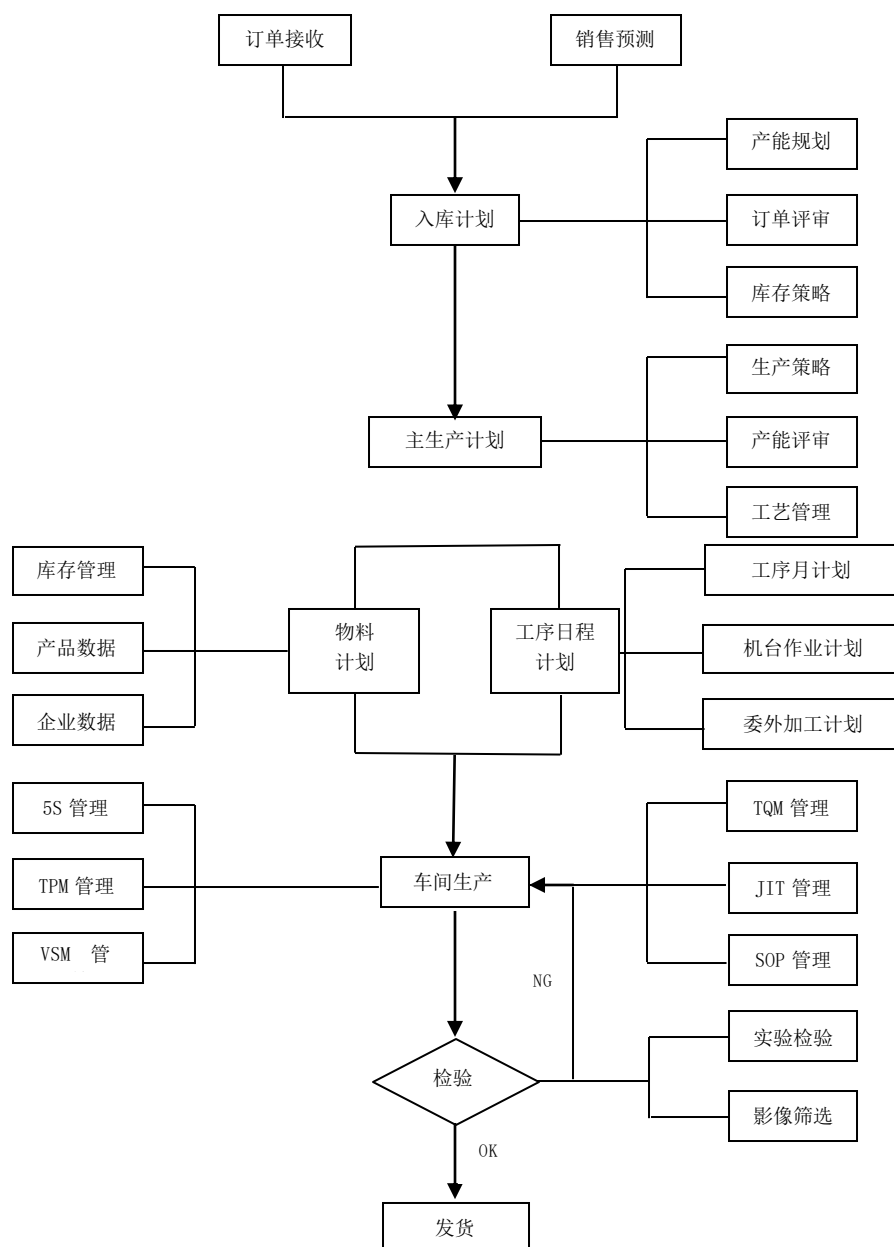 订单接收
销售预测
产能规划
入库计划
订单评审
库存策略
生产策略
主生产计划
产能评审
工艺管理
库存管理
工序月计划
物料
计划
工序日程
计划
产品数据
机台作业计划
企业数据
委外加工计划
5S 管理
TQM 管理
TPM 管理
车间生产
JIT 管理
VSM 管
SOP 管理
NG
实验检验
检验
影像筛选
OK
发货